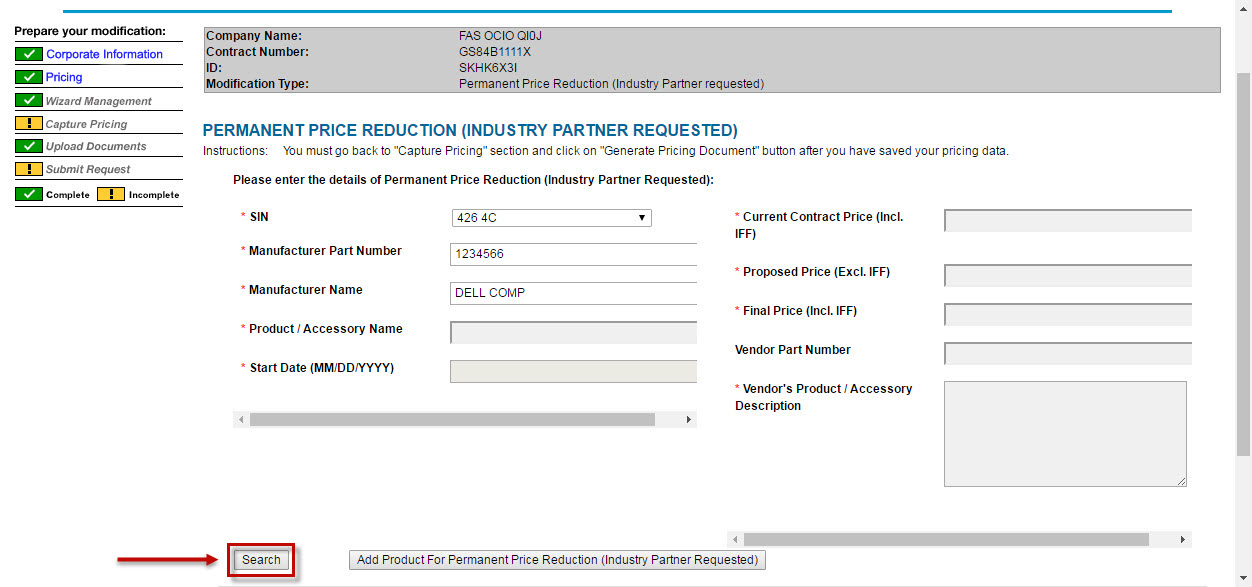 Prepare your modification:
Corporate Information
Pricing
Wizard Management
Capture Pricing
Upload Documents
Submit Request
Complete Incomplete
Company Name: FAS OCIO QI0J
Contract Number: GS84B1111X
ID: SKHK6X3I
Modification Type: Permanent Price Reduction (Industry Partner requested)
PERMANENT PRICE REDUCTION (INDUSTRY PARTNER REQUESTED)
Instructions: You must go back to "Capture Pricing" section and click on "Generate Pricing Document" button after you have saved your pricing data.
Please enter the details of Permanent Price Reduction (Industry Partner Requested):
* SIN 426 4C
* Manufacturer Part Number 1234566
* Manufacturer Name DELL COMP
* Product / Accessory Name
* Start Date (MM/DD/YYYY)
* Current Contract Price (Incl.
IFF)
* Proposed Price (Excl. IFF)
* Final Price (Incl. IFF)
Vendor Part Number
* Vendor's Product / Accessory
Description
Search Add Product For Permanent Price Reduction (Industry Partner Requested)